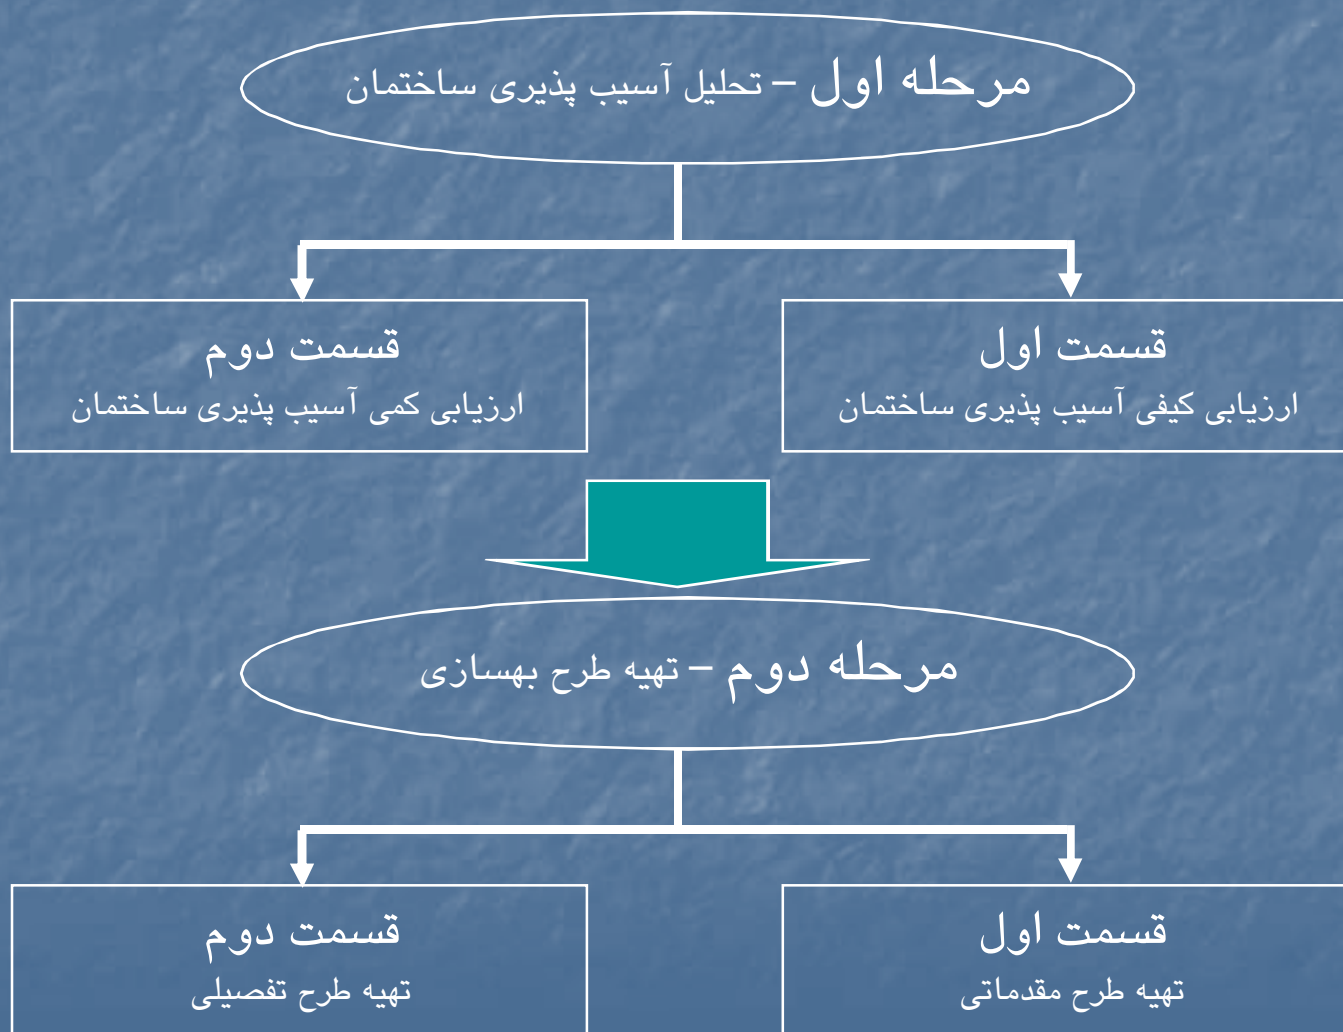 مرحله اول – تحلیل آسیب پذیری ساختمان
قسمت اول
ارزیابی کیفی آسیب پذیری ساختمان
قسمت دوم
ارزیابی کمی آسیب پذیری ساختمان
مرحله دوم – تهیه طرح بهسازی
قسمت اول
تهیه طرح مقدماتی
قسمت دوم
تهیه طرح تفصیلی